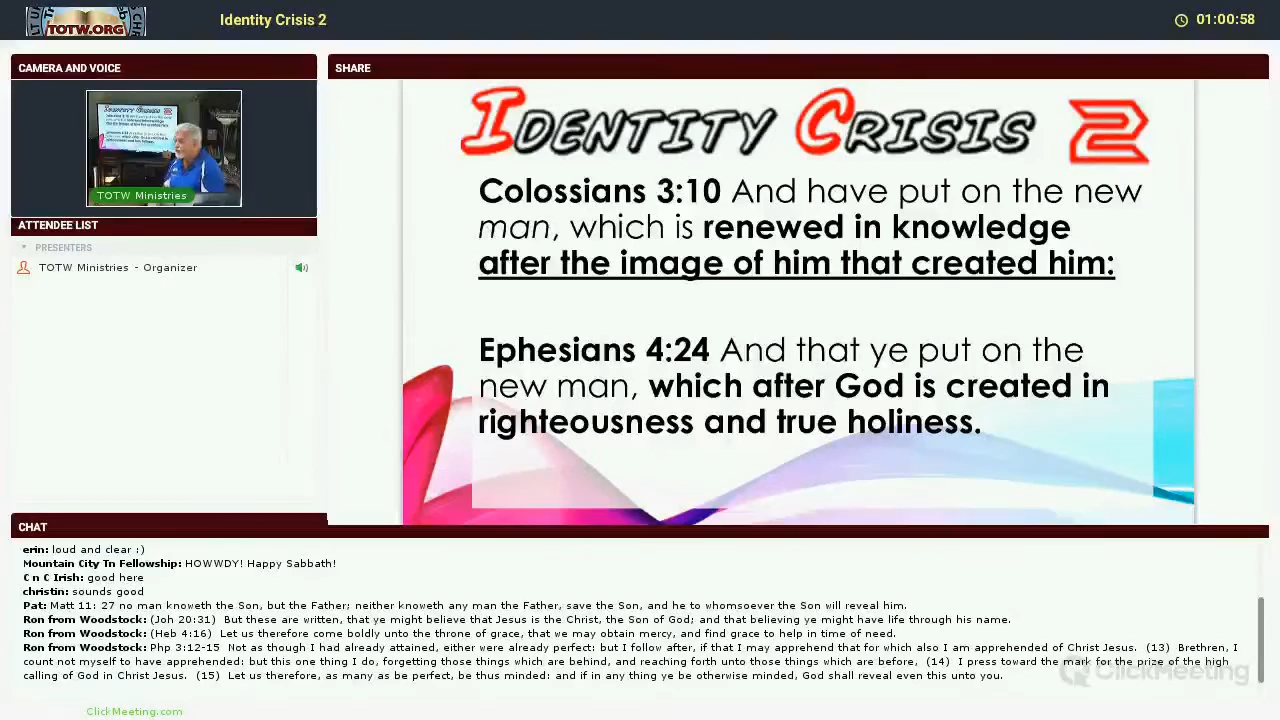 TOTW.ORG
Identity Crisis 2
01:00:58
CAMERA AND VOICE
TOTW Ministries
ATTENDEE LIST
PRESENTERS
TOTW Ministries - Organizer
SHARE
IDENTITY CRISIS 2
Colossians 3:10 And have put on the new
man, which is renewed in knowledge
after the image of him that created him:
Ephesians 4:24 And that ye put on the
new man, which after God is created in
righteousness and true holiness.
CHAT
erin: loud and clear :)
Mountain City Tn Fellowship: HOWWDY! Happy Sabbath!
C n C Irish: good here
christin: sounds good
Pat: Matt 11: 27 no man knoweth the Son, but the Father; neither knoweth any man the Father, save the Son, and he to whomsoever the Son will reveal him.
Ron from Woodstock: (Joh 20:31) But these are written, that ye might believe that Jesus is the Christ, the Son of God; and that believing ye might have life through his name.
Ron from Woodstock: (Heb 4:16) Let us therefore come boldly unto the throne of grace, that we may obtain mercy, and find grace to help in time of need.
Ron from Woodstock: Php 3:12-15 Not as though I had already attained, either were already perfect: but I follow after, if that I may apprehend that for which also I am apprehended of Christ Jesus. (13) Brethren, I
count not myself to have apprehended: but this one thing I do, forgetting those things which are behind, and reaching forth unto those things which are before, (14) I press toward the mark for the prize of the high
calling of God in Christ Jesus. (15) Let us therefore, as many as be perfect, be thus minded: and if in any thing ye be otherwise minded, God shall reveal even this unto you.
ClickMeeting
ClickMeeting.com